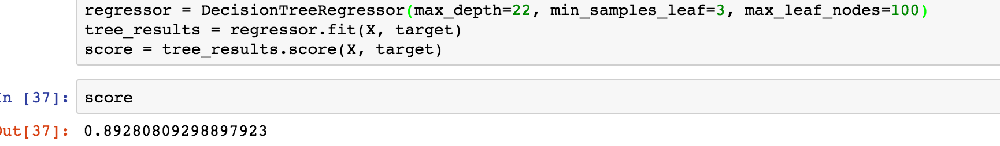 regressor = DecisionTreeRegressor(max_depth=22, min_samples_leaf=3, max_leaf_nodes=100)
tree_results = regressor.fit(X, target)
score = tree_results.score(X, target)
n [37]: score
ut[37]: 0.89280809298897923